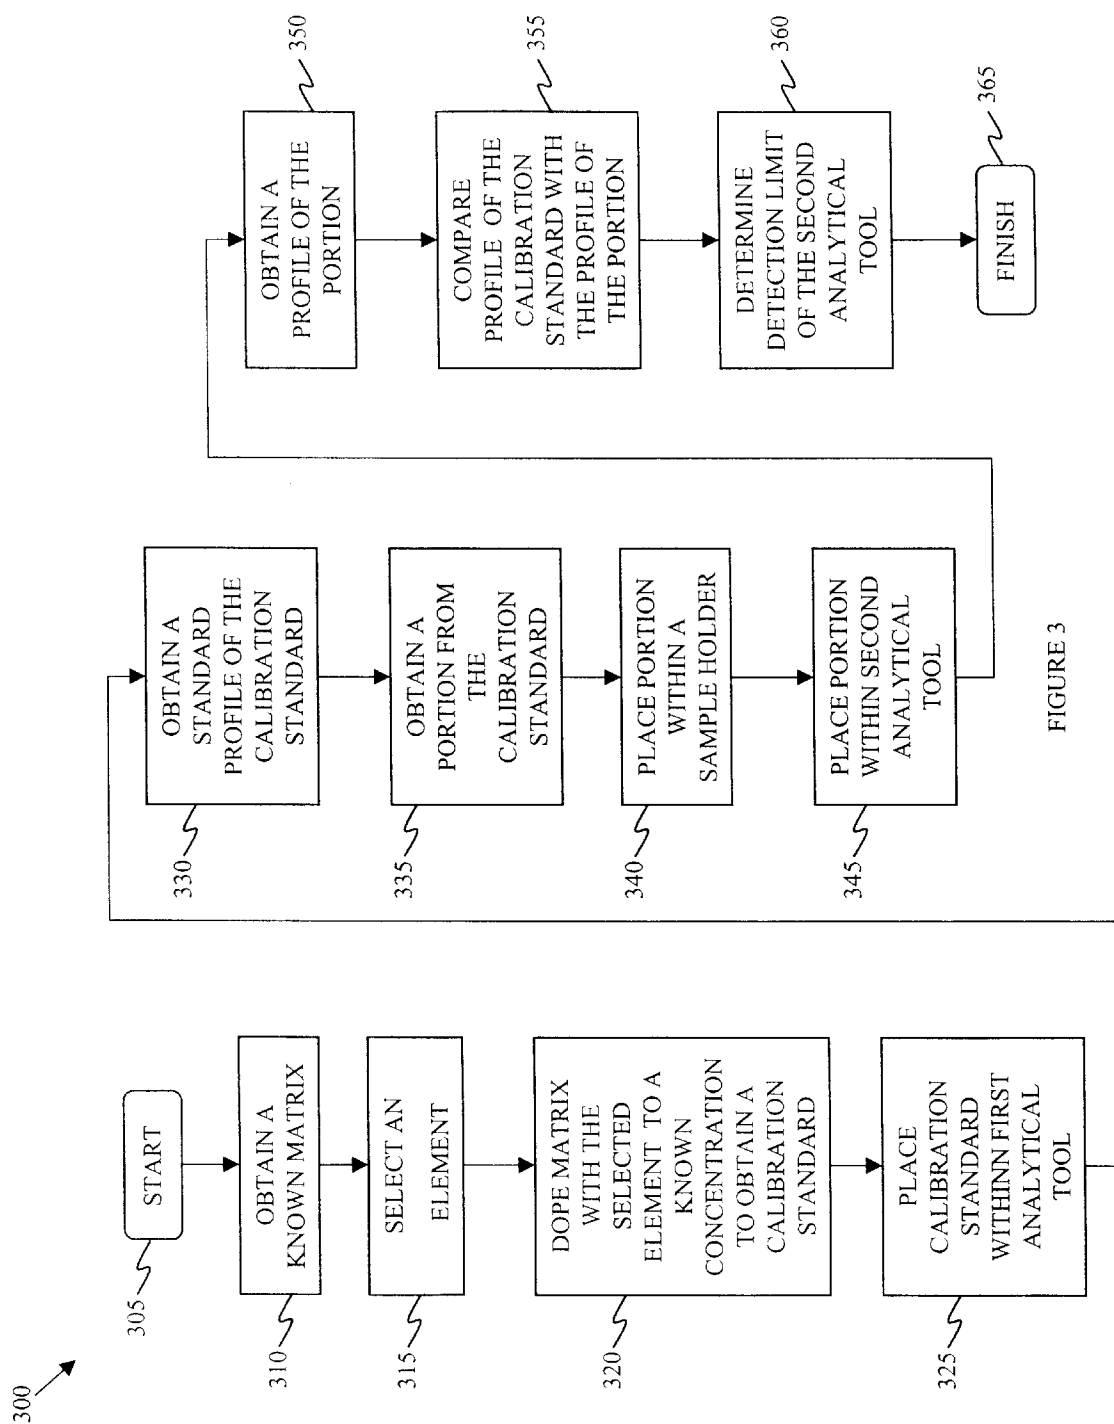 300
305
START
310
OBTAIN A
KNOWN MATRIX
315
SELECT AN
ELEMENT
320
DOPE MATRIX
WITH THE
SELECTED
ELEMENT TO A
KNOWN
CONCENTRATION
TO OBTAIN A
CALIBRATION
STANDARD
325
PLACE
CALIBRATION
STANDARD
WITHINN FIRST
ANALYTICAL
TOOL
330
OBTAIN A
STANDARD
PROFILE OF THE
CALIBRATION
STANDARD
335
OBTAIN A
PORTION FROM
THE
CALIBRATION
STANDARD
340
PLACE PORTION
WITHIN A
SAMPLE HOLDER
345
PLACE PORTION
WITHIN SECOND
ANALYTICAL
TOOL
350
OBTAIN A
PROFILE OF THE
PORTION
355
COMPARE
PROFILE OF THE
CALIBRATION
STANDARD WITH
THE PROFILE OF
THE PORTION
360
DETERMINE
DETECTION LIMIT
OF THE SECOND
ANALYTICAL
TOOL
365
FINISH
FIGURE 3